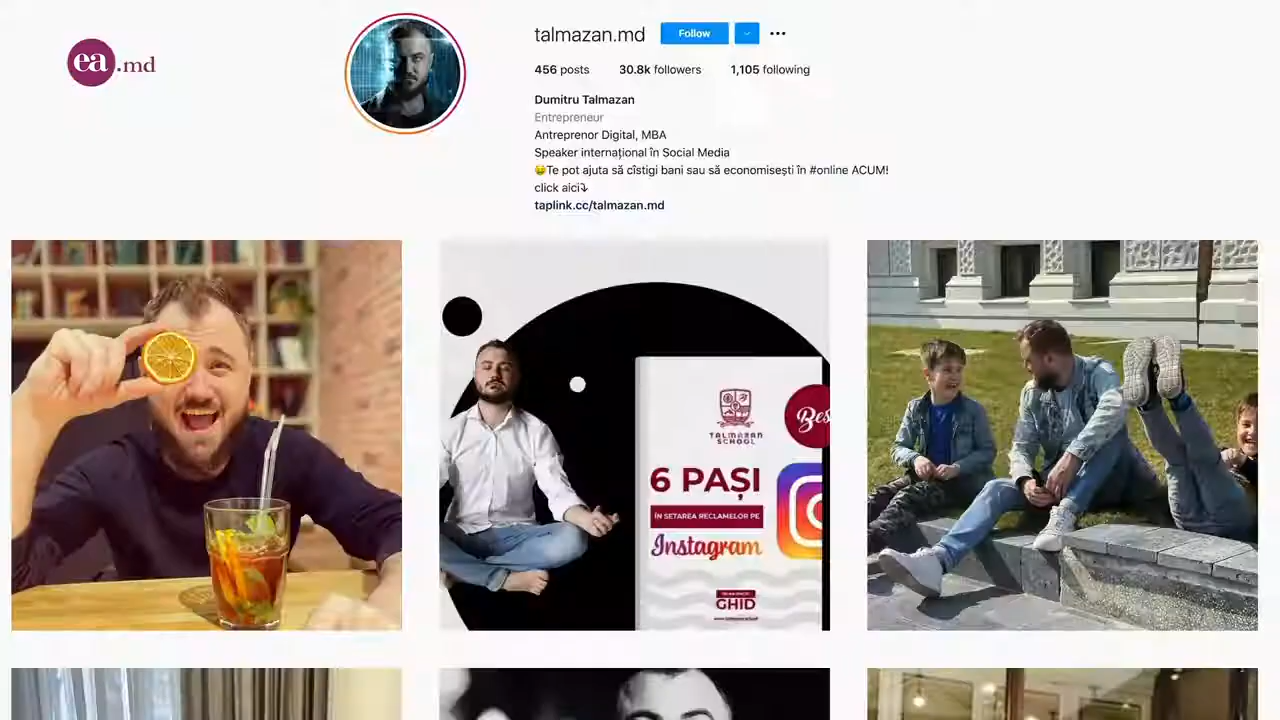 ea.md
talmazan.md
Follow
456 posts
30.8k followers
1,105 following
Dumitru Talmazan
Entrepreneur
Antreprenor Digital, MBA
Speaker internațional în Social Media
Te pot ajuta să cîstigi bani sau să economisești în #online ACUM!
click aici
taplink.cc/talmazan.md
TALMAZAN
SCHOOL
Bes
6 PAȘI
ÎN SETAREA RECLAMELOR PE
Instagram
GHID